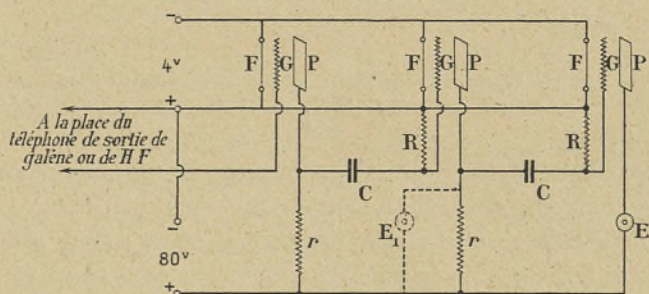 −
F
G
P
F
G
P
F
G
P
4ᵛ
+
A la place du
téléphone de sortie de
galène ou de H F
R
R
C
C
−
E₁
E
r
r
80ᵛ
+